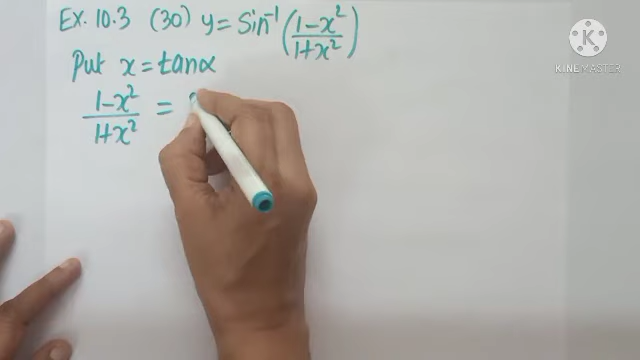 Ex. 10.3 (30) y = Sin⁻¹ ((1-x²)/(1+x²))
Put x = tanα
(1-x²)/(1+x²) =
K
KINEMASTER